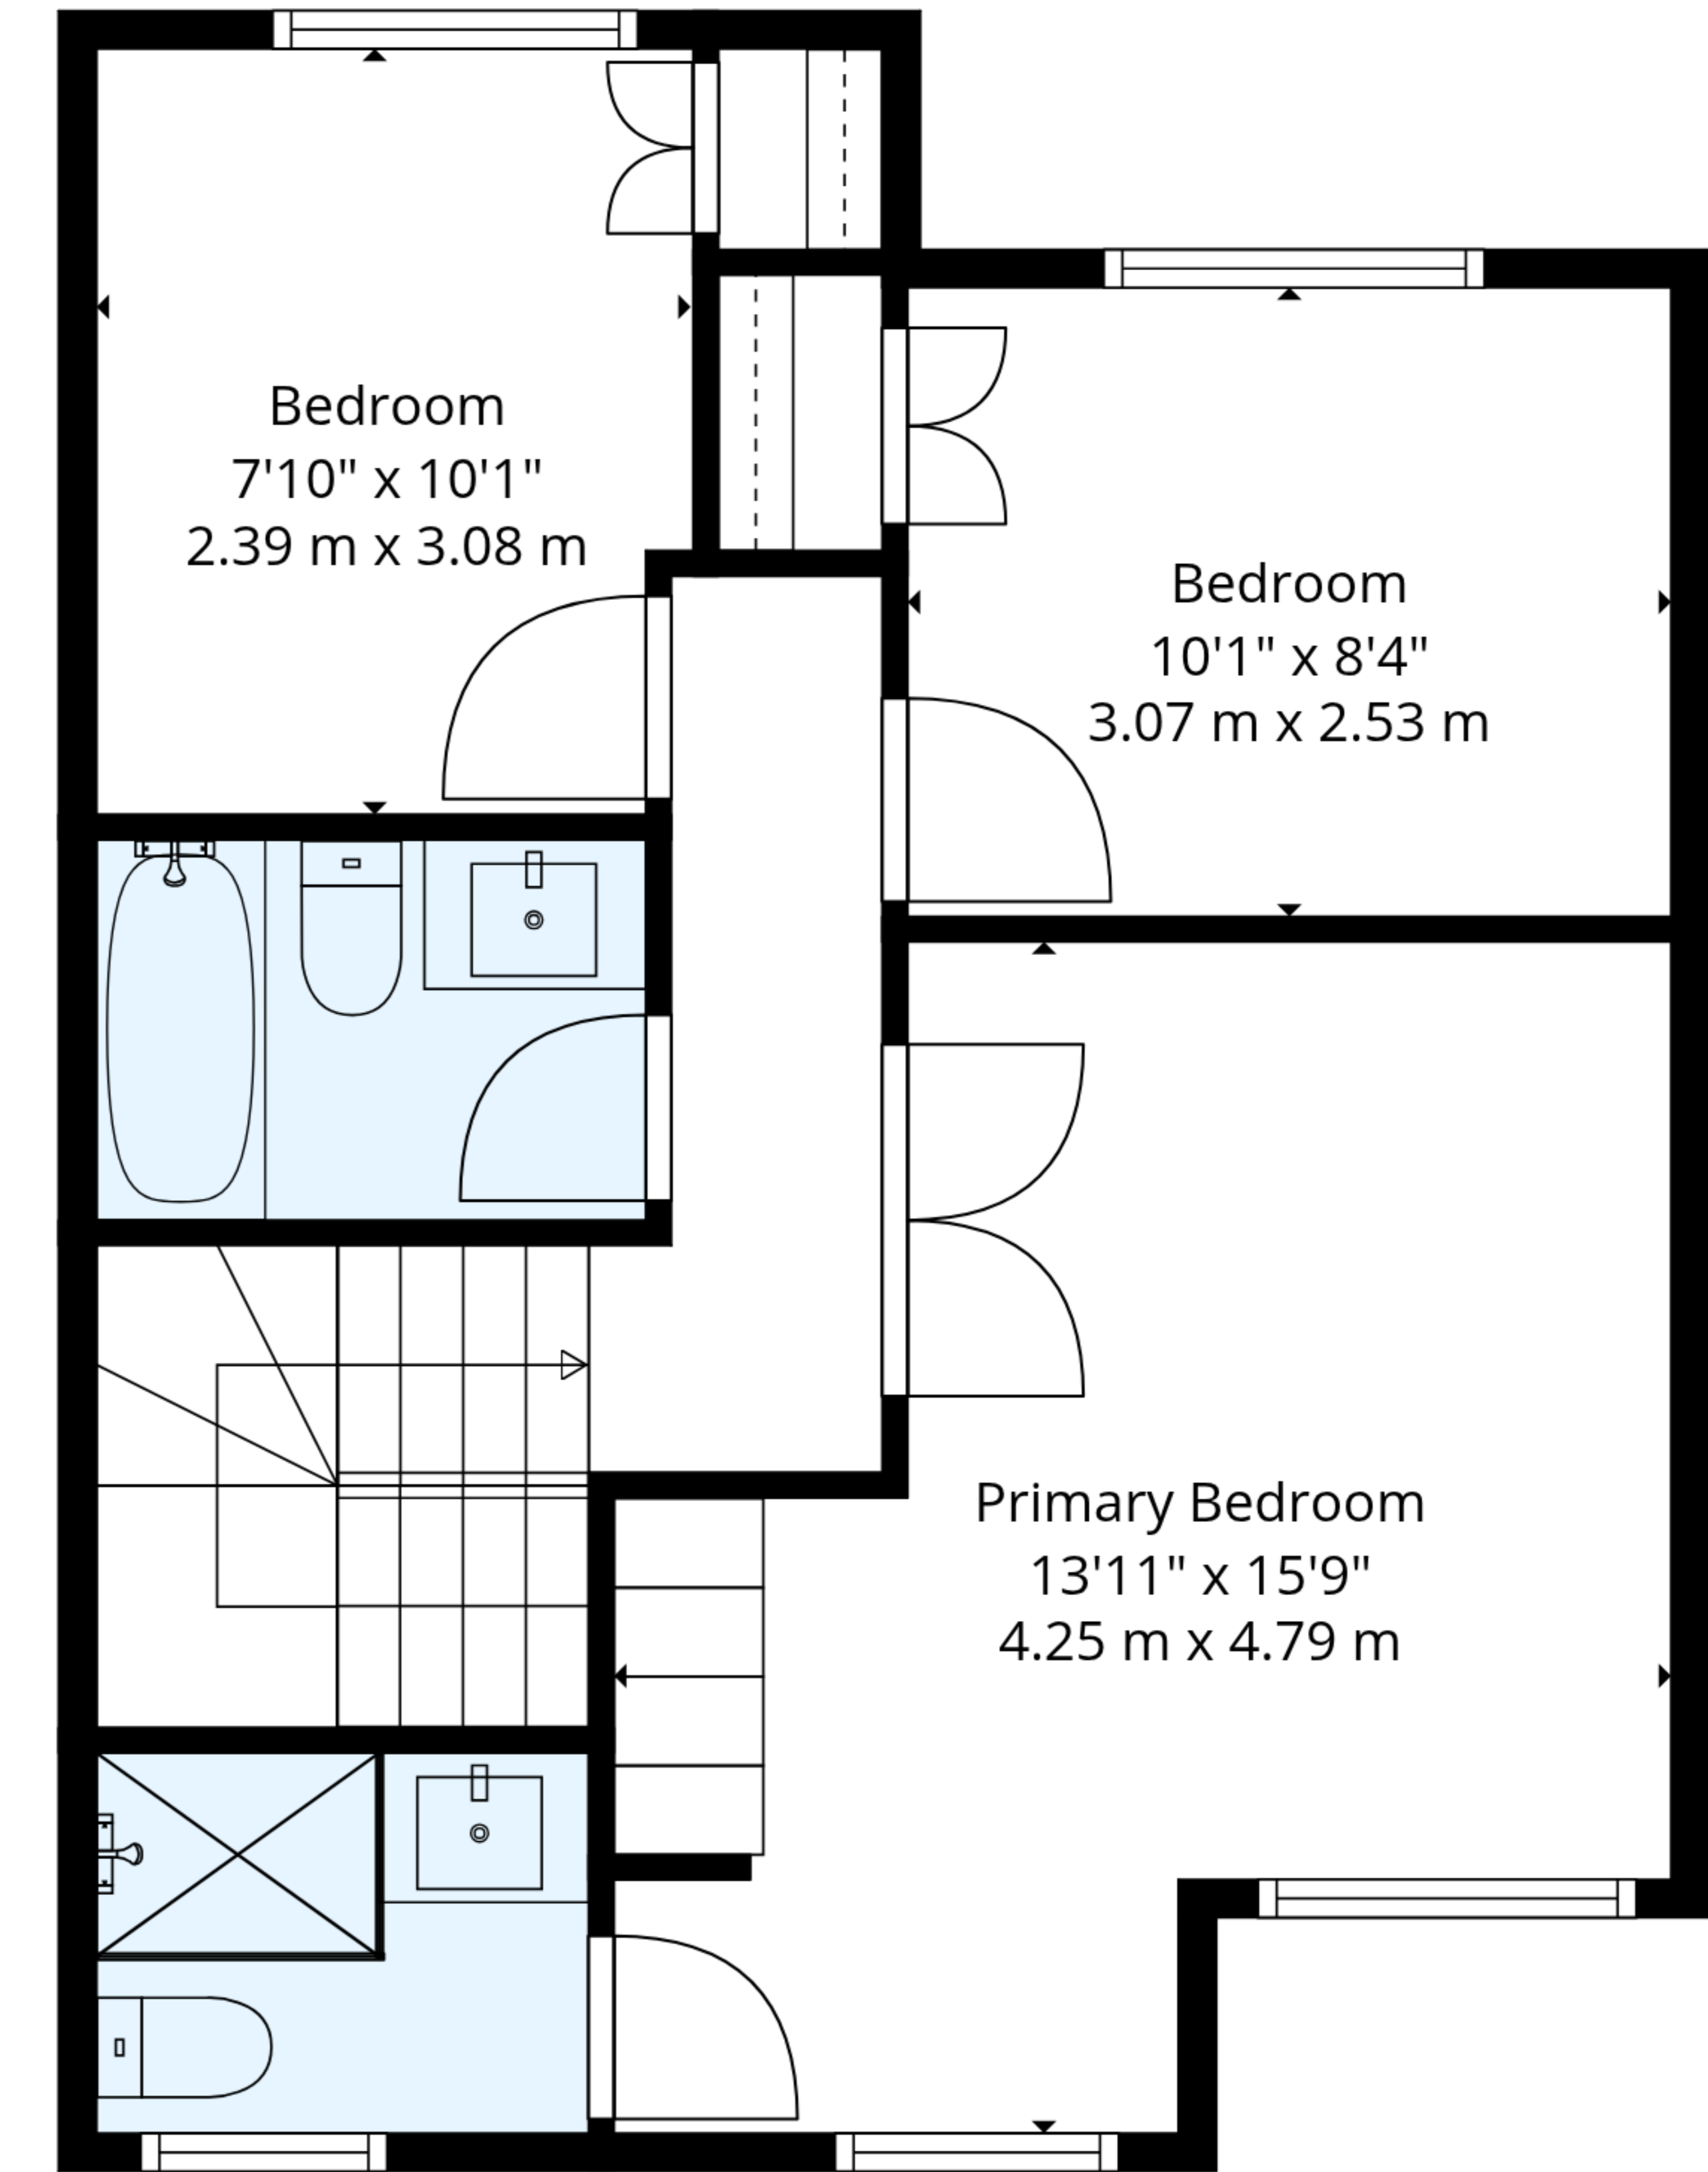 Bedroom
7'10" x 10'1"
2.39 m x 3.08 m
Bedroom
10'1" x 8'4"
3.07 m x 2.53 m
Primary Bedroom
13'11" x 15'9"
4.25 m x 4.79 m